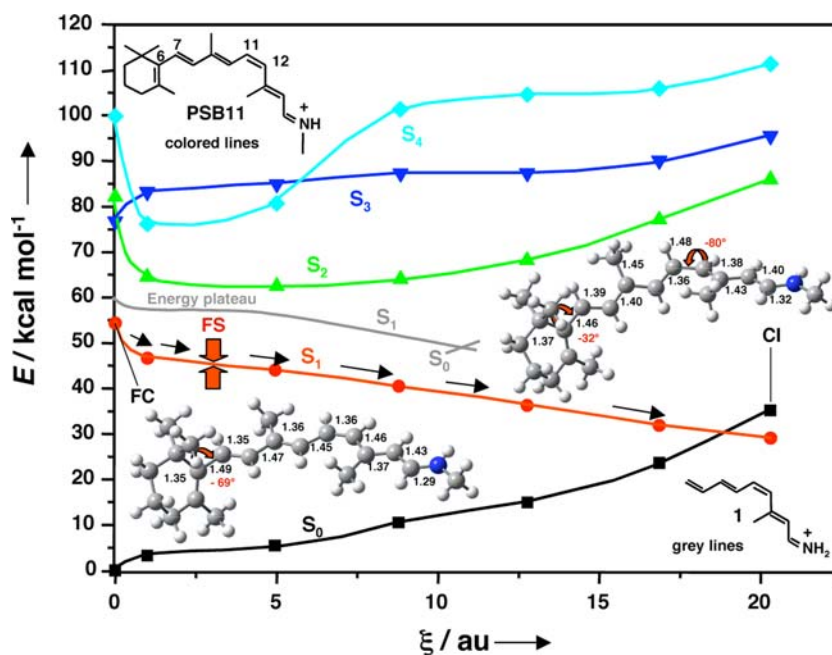 E / kcal mol-1
120
110
100
90
80
70
60
50
40
30
20
10
0
0
5
10
15
20
ξ / au
7
11
6
12
PSB11
+
NH
colored lines
S4
S3
S2
Energy plateau
S1
S0
FS
S1
FC
CI
S0
1.48
-80°
1.45
1.38
1.40
1.39
1.36
1.43
1.40
1.32
1.46
1.37
-32°
1.36
1.36
1.35
1.46
1.43
1.47
1.45
1.49
1.37
1.35
- 69°
1.29
1
+
NH2
grey lines